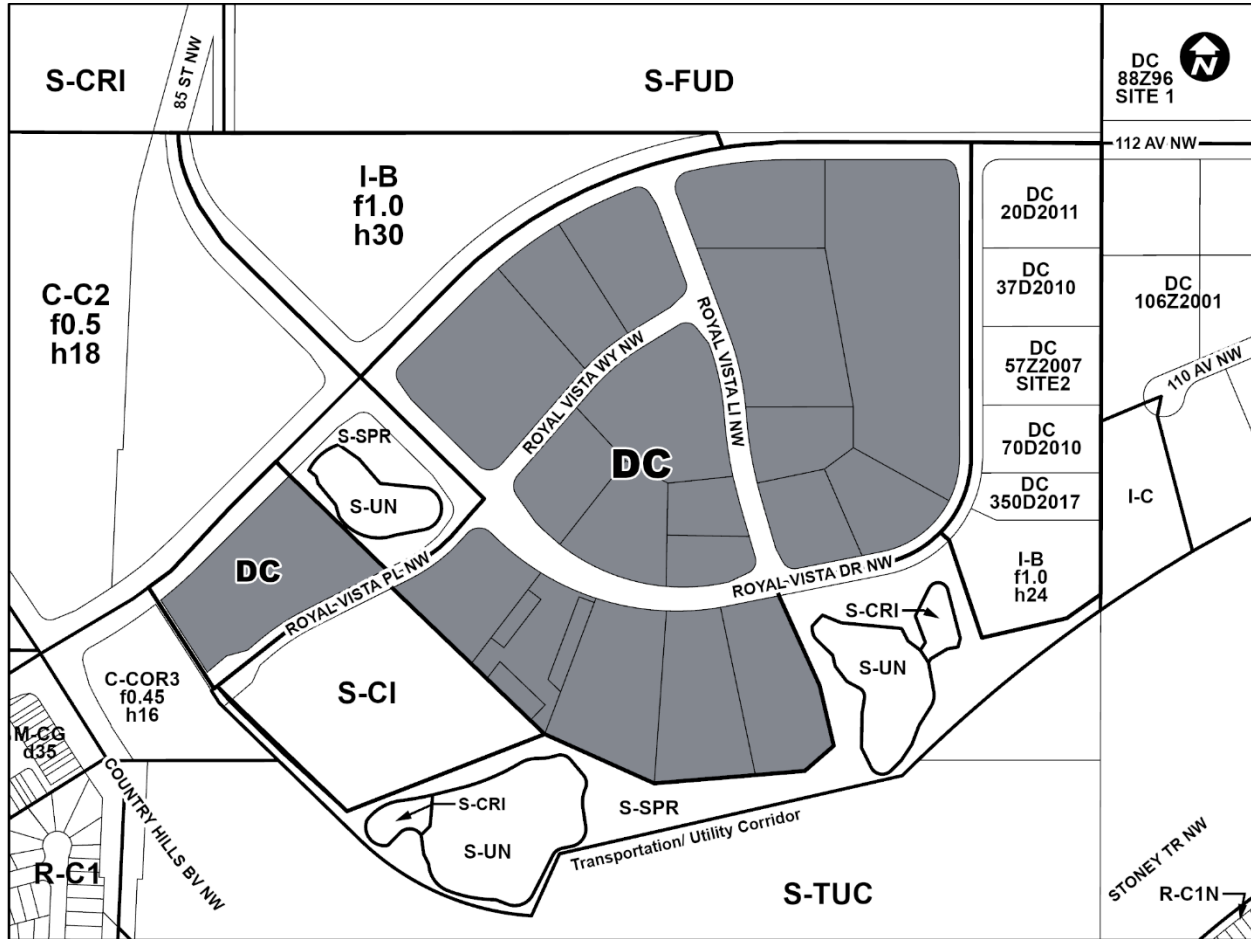 S-CRI
85 ST NW
S-FUD
DC
88Z96
SITE 1
N
112 AV NW
I-B
f1.0
h30
C-C2
f0.5
h18
DC
20D2011
DC
37D2010
DC
106Z2001
DC
57Z2007
SITE2
110 AV NW
DC
70D2010
DC
350D2017
I-C
I-B
f1.0
h24
ROYAL VISTA WY NW
ROYAL VISTA LI NW
DC
S-SPR
S-UN
DC
ROYAL VISTA PL NW
ROYAL VISTA DR NW
S-CRI
S-UN
C-COR3
f0.45
h16
S-CI
M-CG
d35
COUNTRY HILLS BV NW
R-C1
S-CRI
S-UN
S-SPR
Transportation/ Utility Corridor
S-TUC
STONEY TR NW
R-C1N